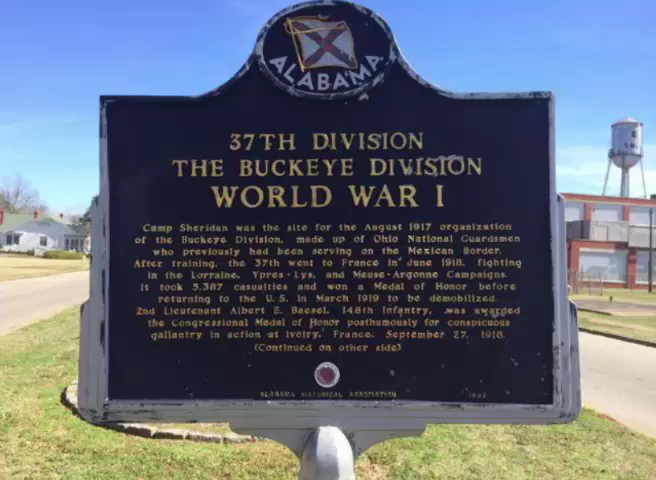 ALABAMA
37TH DIVISION
THE BUCKEYE DIVISION
WORLD WAR I
Camp Sheridan was the site for the August 1917 organization
of the Buckeye Division, made up of Ohio National Guardsmen
who previously had been serving on the Mexican Border.
After training, the 37th went to France in June 1918, fighting
in the Lorraine, Ypres-Lys, and Meuse-Argonne Campaigns.
It took 5,387 casualties and won a Medal of Honor before
returning to the U.S. in March 1919 to be demobilized.
2nd Lieutenant Albert E. Baesel, 148th Infantry, was awarded
the Congressional Medal of Honor posthumously for conspicuous
gallantry in action at Ivoiry, France, September 27, 1918.
(Continued on other side)
ALABAMA HISTORICAL ASSOCIATION